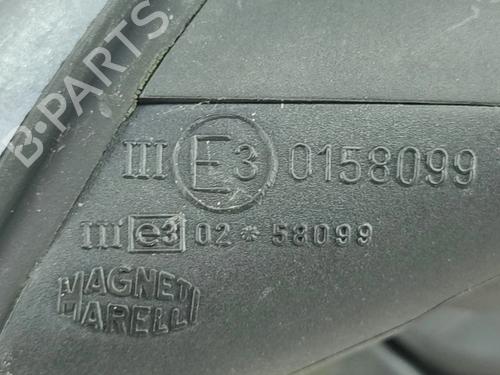 B-PARTS
III E3 0158099
III e3 02*58099
MAGNETI
MARELLI